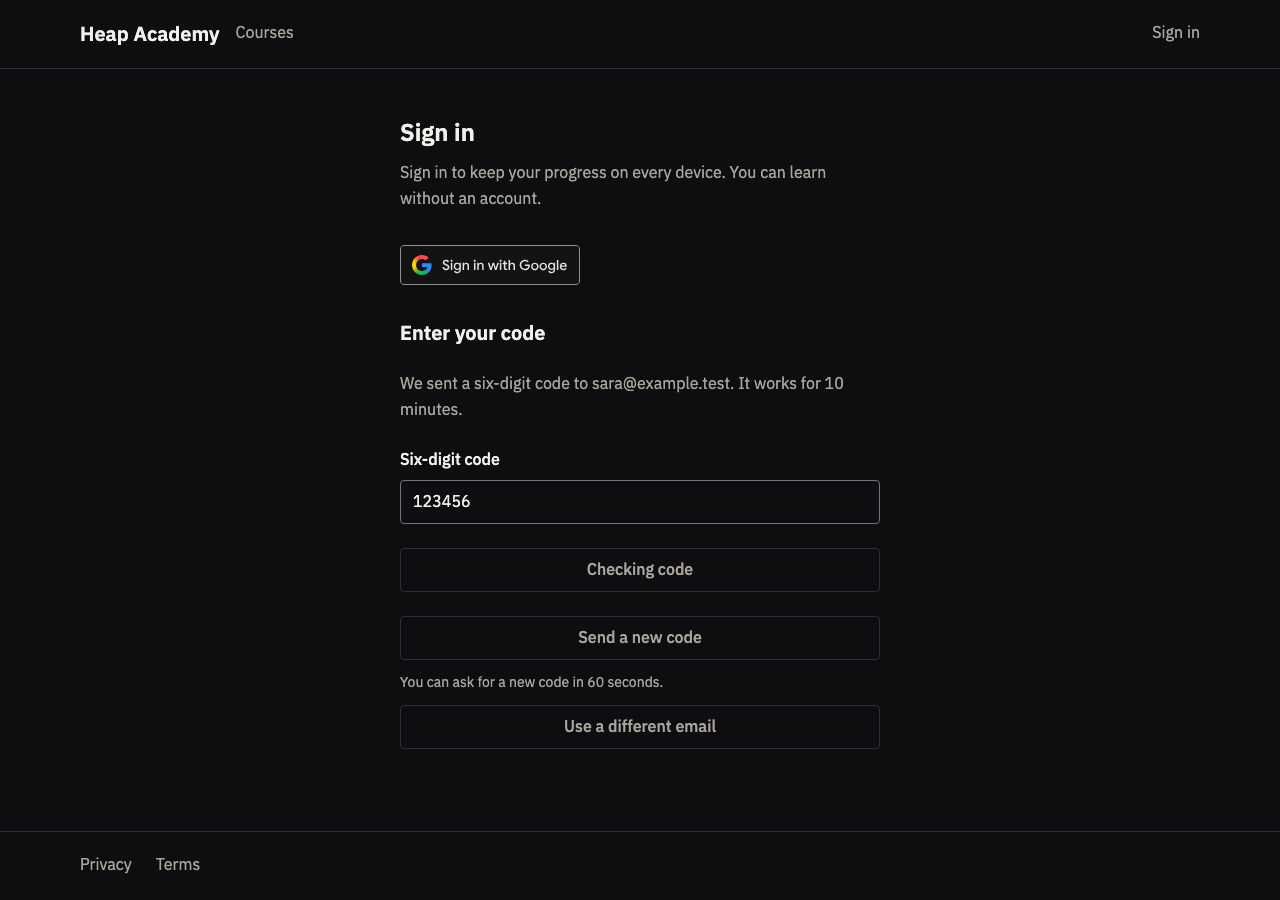 Heap Academy
Courses
Sign in
Sign in
Sign in to keep your progress on every device. You can learn
without an account.
Sign in with Google
Enter your code
We sent a six-digit code to sara@example.test. It works for 10
minutes.
Six-digit code
123456
Checking code
Send a new code
You can ask for a new code in 60 seconds.
Use a different email
Privacy
Terms